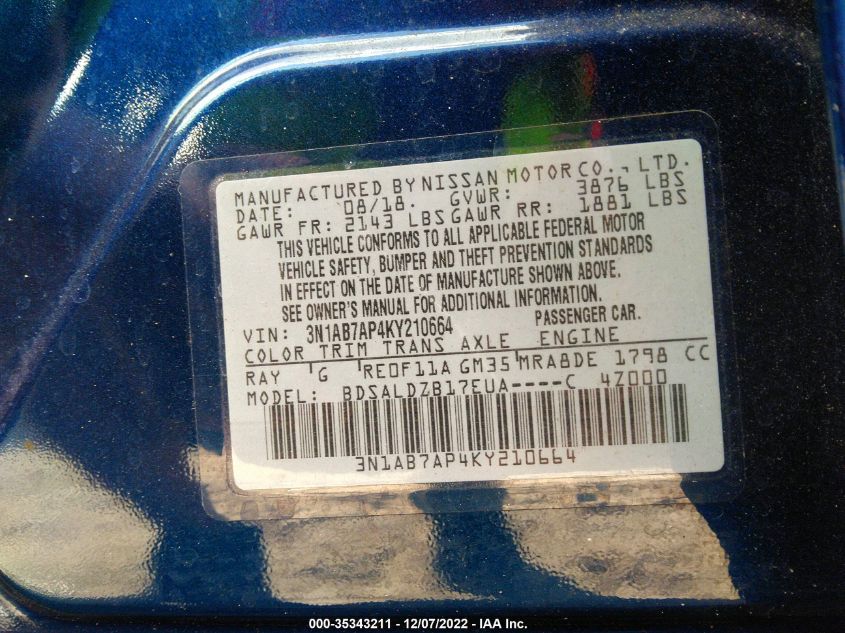 MANUFACTURED BY NISSAN MOTOR CO., LTD.
DATE: 08/18. GVWR: 3876 LBS
GAWR FR: 2143 LBS GAWR RR: 1881 LBS
THIS VEHICLE CONFORMS TO ALL APPLICABLE FEDERAL MOTOR
VEHICLE SAFETY, BUMPER AND THEFT PREVENTION STANDARDS
IN EFFECT ON THE DATE OF MANUFACTURE SHOWN ABOVE.
SEE OWNER'S MANUAL FOR ADDITIONAL INFORMATION.
VIN: 3N1AB7AP4KY210664 PASSENGER CAR.
COLOR TRIM TRANS AXLE ENGINE
RAY G RE0F11A GM35 MRA8DE 1798 CC
MODEL: BDSALDZB17EUA----C 4Z000
3N1AB7AP4KY210664
000-35343211 - 12/07/2022 - IAA Inc.